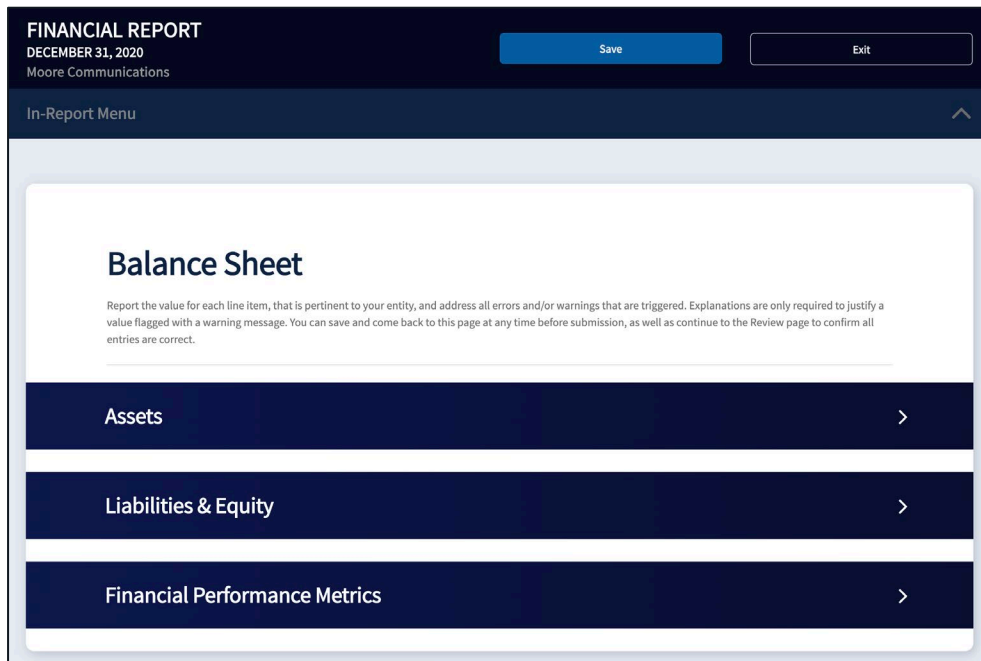 FINANCIAL REPORT
DECEMBER 31, 2020
Moore Communications
Save
Exit
In-Report Menu
Balance Sheet
Report the value for each line item, that is pertinent to your entity, and address all errors and/or warnings that are triggered. Explanations are only required to justify a
value flagged with a warning message. You can save and come back to this page at any time before submission, as well as continue to the Review page to confirm all
entries are correct.
Assets
Liabilities & Equity
Financial Performance Metrics